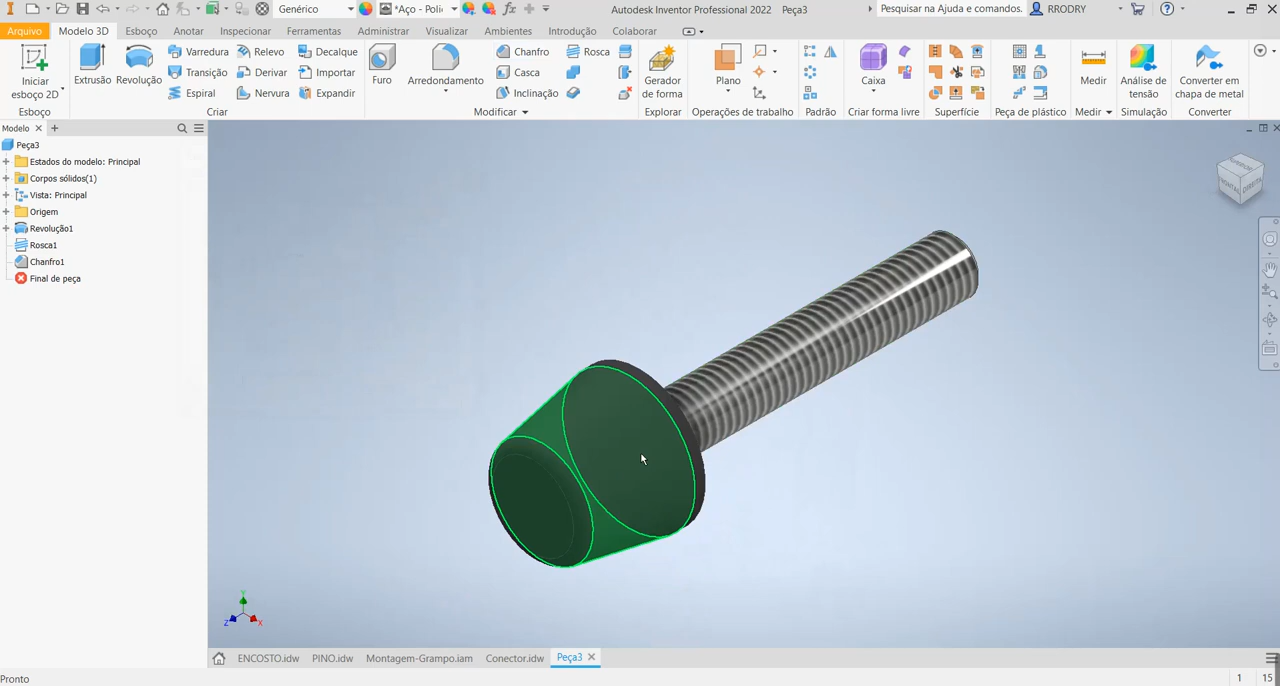 Genérico
*Aço - Poli
fx
Autodesk Inventor Professional 2022 Peça3
Pesquisar na Ajuda e comandos.
RRODRY
Arquivo Modelo 3D Esboço Anotar Inspecionar Ferramentas Administrar Visualizar Ambientes Introdução Colaborar
Iniciar
esboço 2D
Extrusão
Revolução
Varredura
Relevo
Decalque
Transição
Derivar
Importar
Espiral
Nervura
Expandir
Furo
Arredondamento
Chanfro
Rosca
Casca
Inclinação
Gerador
de forma
Plano
Caixa
Medir
Análise de
tensão
Converter em
chapa de metal
Esboço Criar Modificar Explorar Operações de trabalho Padrão Criar forma livre Superfície Peça de plástico Medir Simulação Converter
Modelo
Peça3
Estados do modelo: Principal
Corpos sólidos(1)
Vista: Principal
Origem
Revolução1
Rosca1
Chanfro1
Final de peça
SUPERIOR
FRONTAL
DIREITA
Y
Z
X
ENCOSTO.idw PINO.idw Montagem-Grampo.iam Conector.idw Peça3
Pronto
1 15